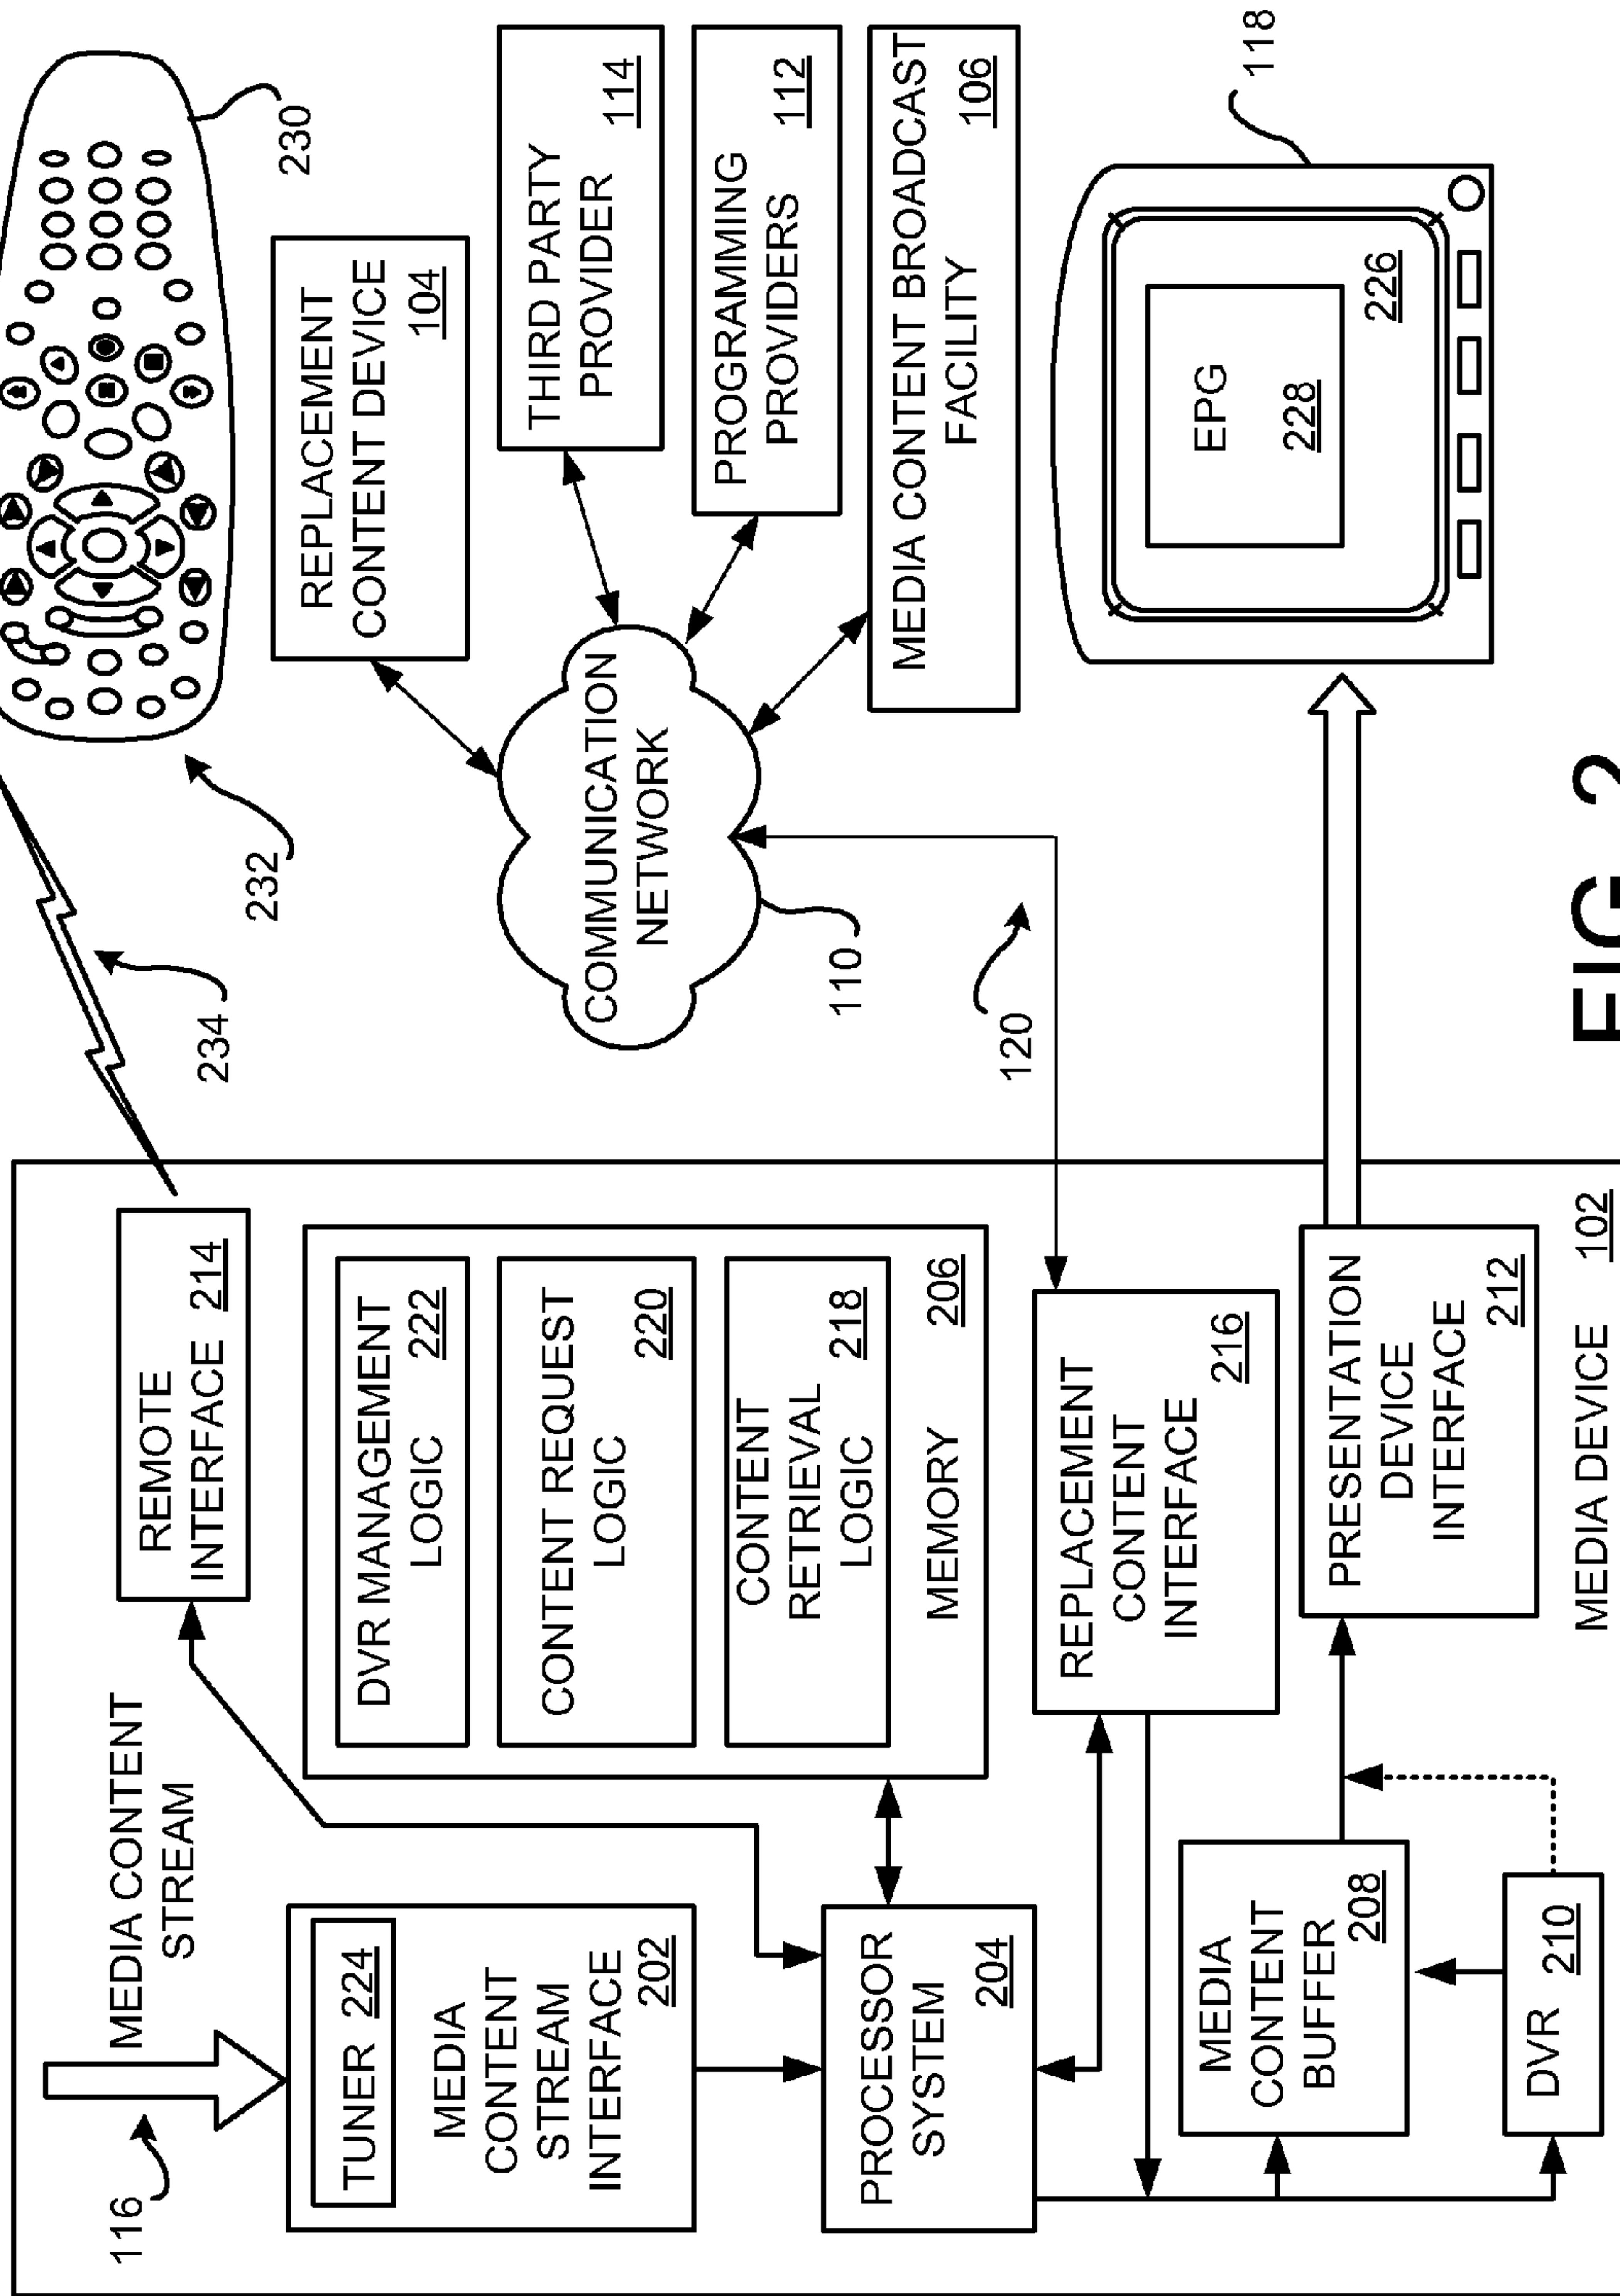 116
MEDIA CONTENT
STREAM
TUNER 224
MEDIA
CONTENT
STREAM
INTERFACE 202
REMOTE
INTERFACE 214
234
232
230
DVR MANAGEMENT
LOGIC 222
CONTENT REQUEST
LOGIC 220
CONTENT
RETRIEVAL
LOGIC 218
MEMORY 206
PROCESSOR
SYSTEM 204
REPLACEMENT
CONTENT
INTERFACE 216
MEDIA
CONTENT
BUFFER 208
DVR 210
PRESENTATION
DEVICE
INTERFACE 212
MEDIA DEVICE 102
REPLACEMENT
CONTENT DEVICE
104
THIRD PARTY
PROVIDER 114
PROGRAMING
PROVIDERS 112
MEDIA CONTENT BROADCAST
FACILITY 106
COMMUNICATION
NETWORK
110
120
118
EPG
228
226
FIG. 2